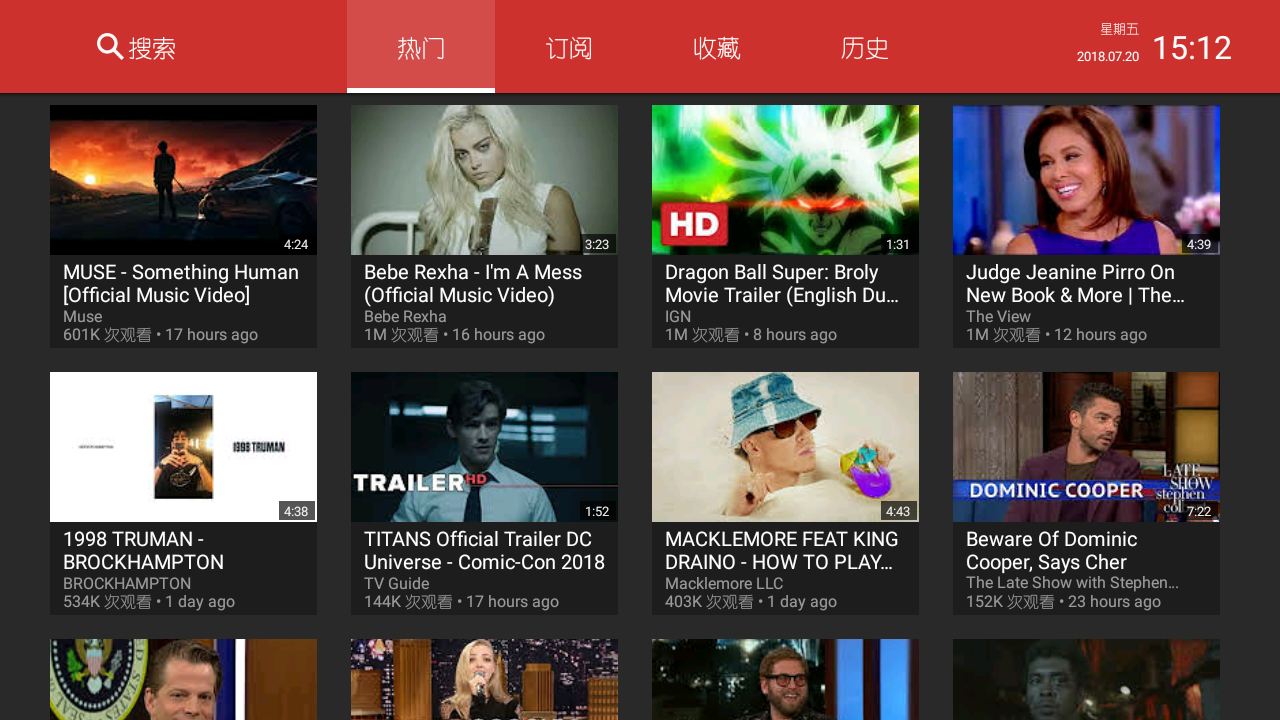 搜索
热门
订阅
收藏
历史
星期五
2018.07.20
15:12
4:24
3:23
HD
1:31
4:39
MUSE - Something Human
[Official Music Video]
Muse
601K 次观看 • 17 hours ago
Bebe Rexha - I'm A Mess
(Official Music Video)
Bebe Rexha
1M 次观看 • 16 hours ago
Dragon Ball Super: Broly
Movie Trailer (English Du...
IGN
1M 次观看 • 8 hours ago
Judge Jeanine Pirro On
New Book & More | The...
The View
1M 次观看 • 12 hours ago
1998 TRUMAN
4:38
TRAILER HD
1:52
4:43
DOMINIC COOPER
LATE
SHOW
stephen
col
7:22
1998 TRUMAN -
BROCKHAMPTON
BROCKHAMPTON
534K 次观看 • 1 day ago
TITANS Official Trailer DC
Universe - Comic-Con 2018
TV Guide
144K 次观看 • 17 hours ago
MACKLEMORE FEAT KING
DRAINO - HOW TO PLAY...
Macklemore LLC
403K 次观看 • 1 day ago
Beware Of Dominic
Cooper, Says Cher
The Late Show with Stephen...
152K 次观看 • 23 hours ago